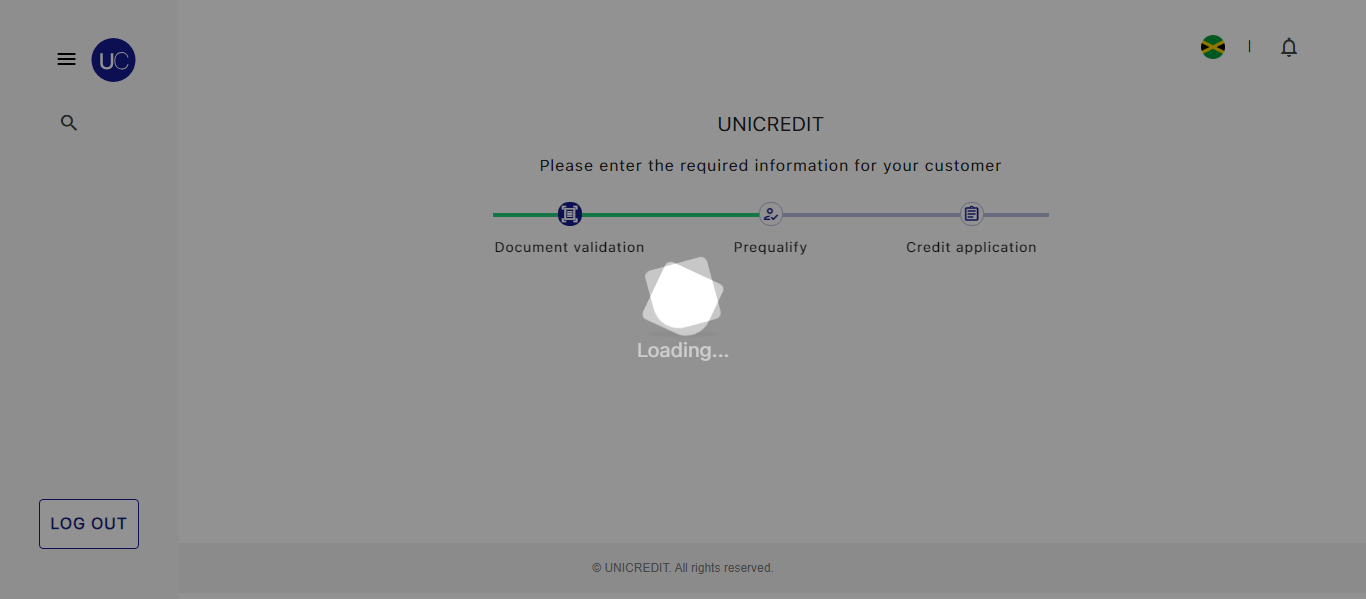 UC
UNICREDIT
Please enter the required information for your customer
Document validation
Prequalify
Credit application
Loading...
LOG OUT
© UNICREDIT. All rights reserved.